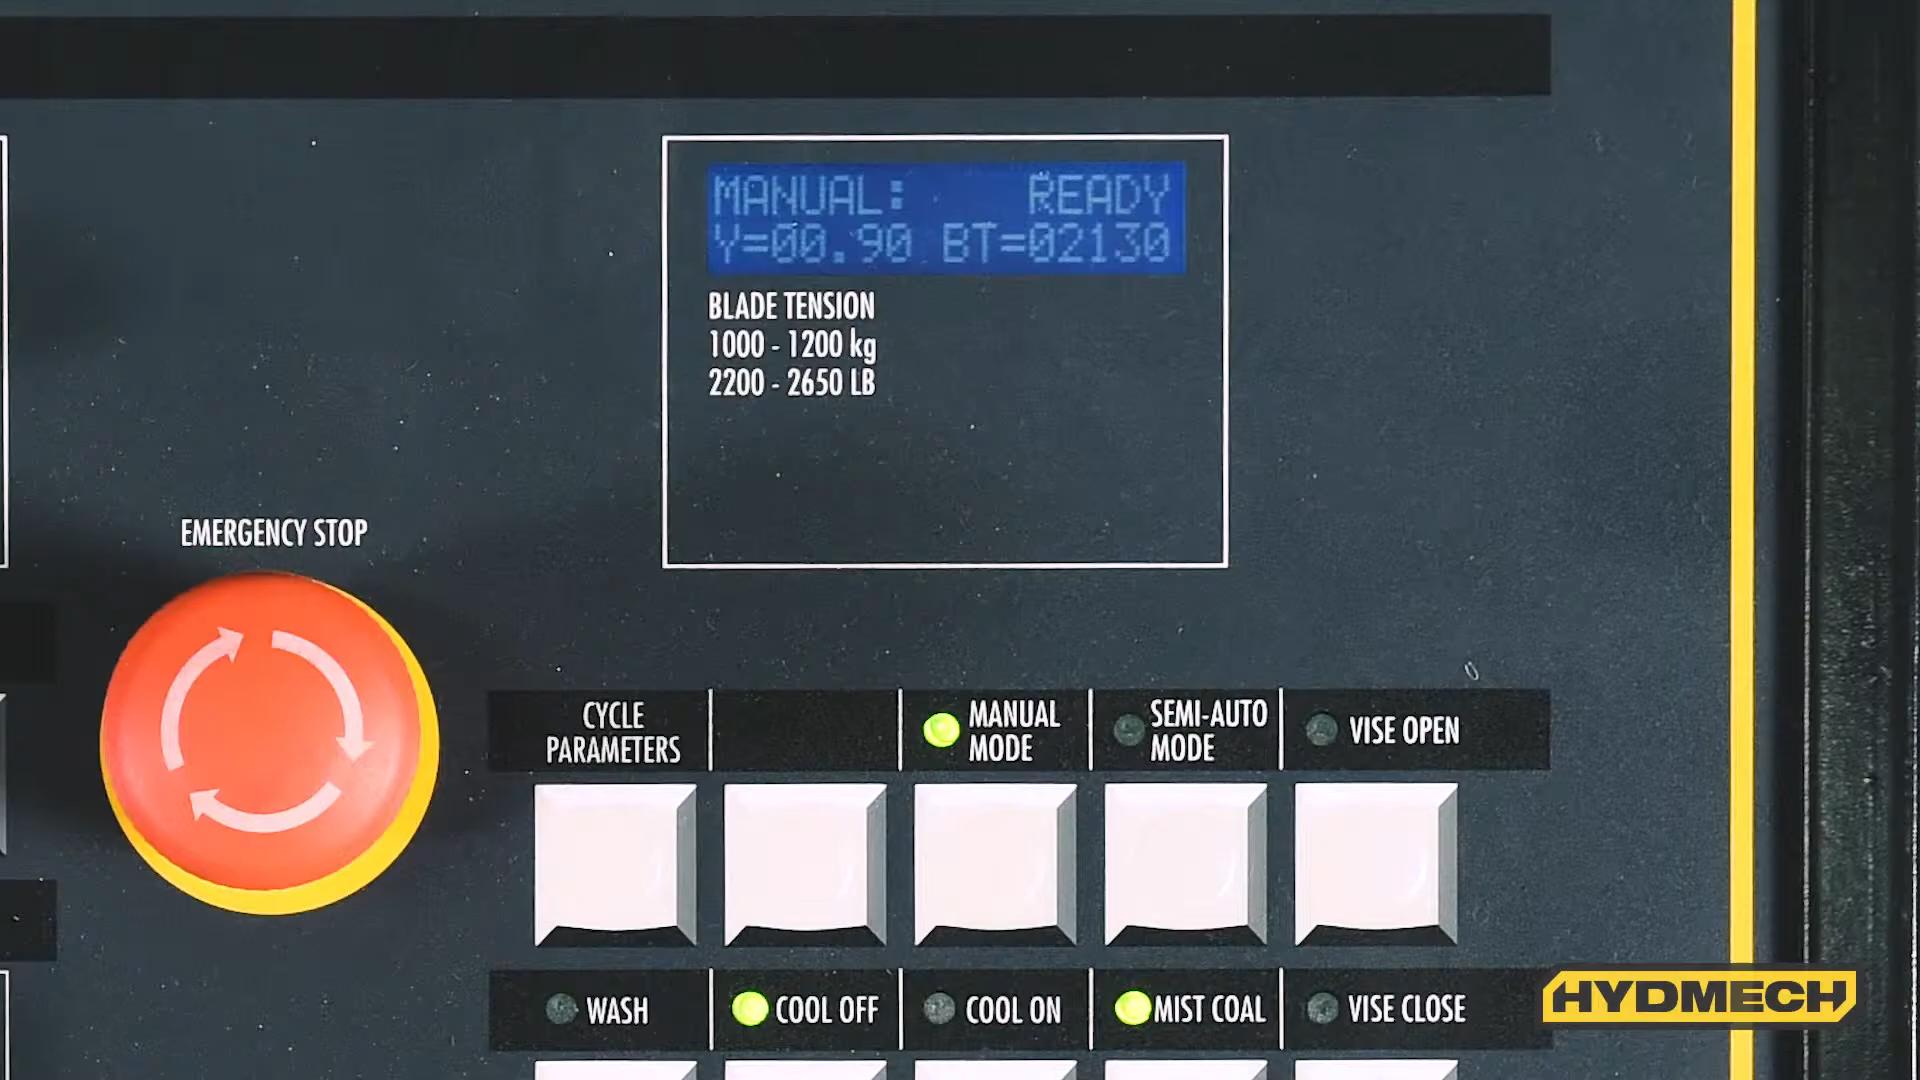 MANUAL: READY
Y=00.90 BT=02130
BLADE TENSION
1000 - 1200 kg
2200 - 2650 LB
EMERGENCY STOP
CYCLE
PARAMETERS
MANUAL
MODE
SEMI-AUTO
MODE
VISE OPEN
WASH
COOL OFF
COOL ON
MIST COAL
VISE CLOSE
HYDMECH